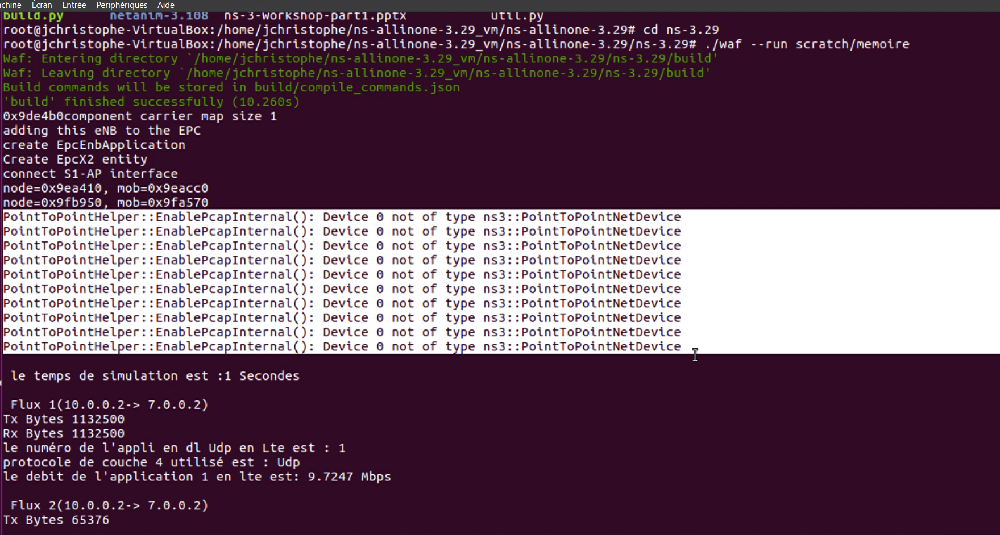 chine Écran Entrée Périphériques Aide
build.py netanim-3.108 ns-3-workshop-part1.pptx util.py
root@jchristophe-VirtualBox:/home/jchristophe/ns-allinone-3.29_vm/ns-allinone-3.29# cd ns-3.29
root@jchristophe-VirtualBox:/home/jchristophe/ns-allinone-3.29_vm/ns-allinone-3.29/ns-3.29# ./waf --run scratch/memoire
Waf: Entering directory `/home/jchristophe/ns-allinone-3.29_vm/ns-allinone-3.29/ns-3.29/build'
Waf: Leaving directory `/home/jchristophe/ns-allinone-3.29_vm/ns-allinone-3.29/ns-3.29/build'
Build commands will be stored in build/compile_commands.json
'build' finished successfully (10.260s)
0x9de4b0component carrier map size 1
adding this eNB to the EPC
create EpcEnbApplication
Create EpcX2 entity
connect S1-AP interface
node=0x9ea410, mob=0x9eacc0
node=0x9fb950, mob=0x9fa570
PointToPointHelper::EnablePcapInternal(): Device 0 not of type ns3::PointToPointNetDevice
PointToPointHelper::EnablePcapInternal(): Device 0 not of type ns3::PointToPointNetDevice
PointToPointHelper::EnablePcapInternal(): Device 0 not of type ns3::PointToPointNetDevice
PointToPointHelper::EnablePcapInternal(): Device 0 not of type ns3::PointToPointNetDevice
PointToPointHelper::EnablePcapInternal(): Device 0 not of type ns3::PointToPointNetDevice
PointToPointHelper::EnablePcapInternal(): Device 0 not of type ns3::PointToPointNetDevice
PointToPointHelper::EnablePcapInternal(): Device 0 not of type ns3::PointToPointNetDevice
PointToPointHelper::EnablePcapInternal(): Device 0 not of type ns3::PointToPointNetDevice
PointToPointHelper::EnablePcapInternal(): Device 0 not of type ns3::PointToPointNetDevice
PointToPointHelper::EnablePcapInternal(): Device 0 not of type ns3::PointToPointNetDevice
le temps de simulation est :1 Secondes
Flux 1(10.0.0.2-> 7.0.0.2)
Tx Bytes 1132500
Rx Bytes 1132500
le numéro de l'appli en dl Udp en Lte est : 1
protocole de couche 4 utilisé est : Udp
le debit de l'application 1 en lte est: 9.7247 Mbps
Flux 2(10.0.0.2-> 7.0.0.2)
Tx Bytes 65376